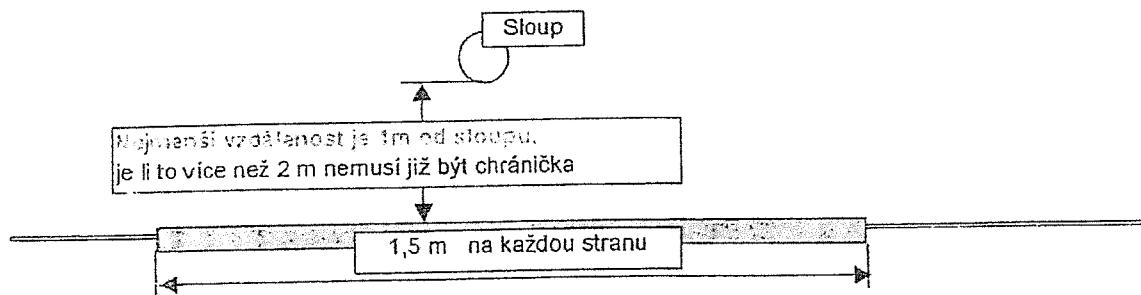 Sloup
Nejmenší vzdálenost je 1m od sloupu,
je li to více než 2 m nemusí již být chránička
1,5 m na každou stranu